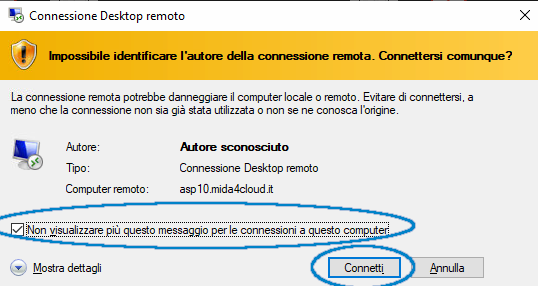 Connessione Desktop remoto
Impossibile identificare l'autore della connessione remota. Connettersi comunque?
La connessione remota potrebbe danneggiare il computer locale o remoto. Evitare di connettersi, a
meno che la connessione non sia già stata utilizzata o non se ne conosca l'origine.
Autore: Autore sconosciuto
Tipo: Connessione Desktop remoto
Computer remoto: asp10.mida4cloud.it
Non visualizzare più questo messaggio per le connessioni a questo computer
Mostra dettagli Connetti Annulla